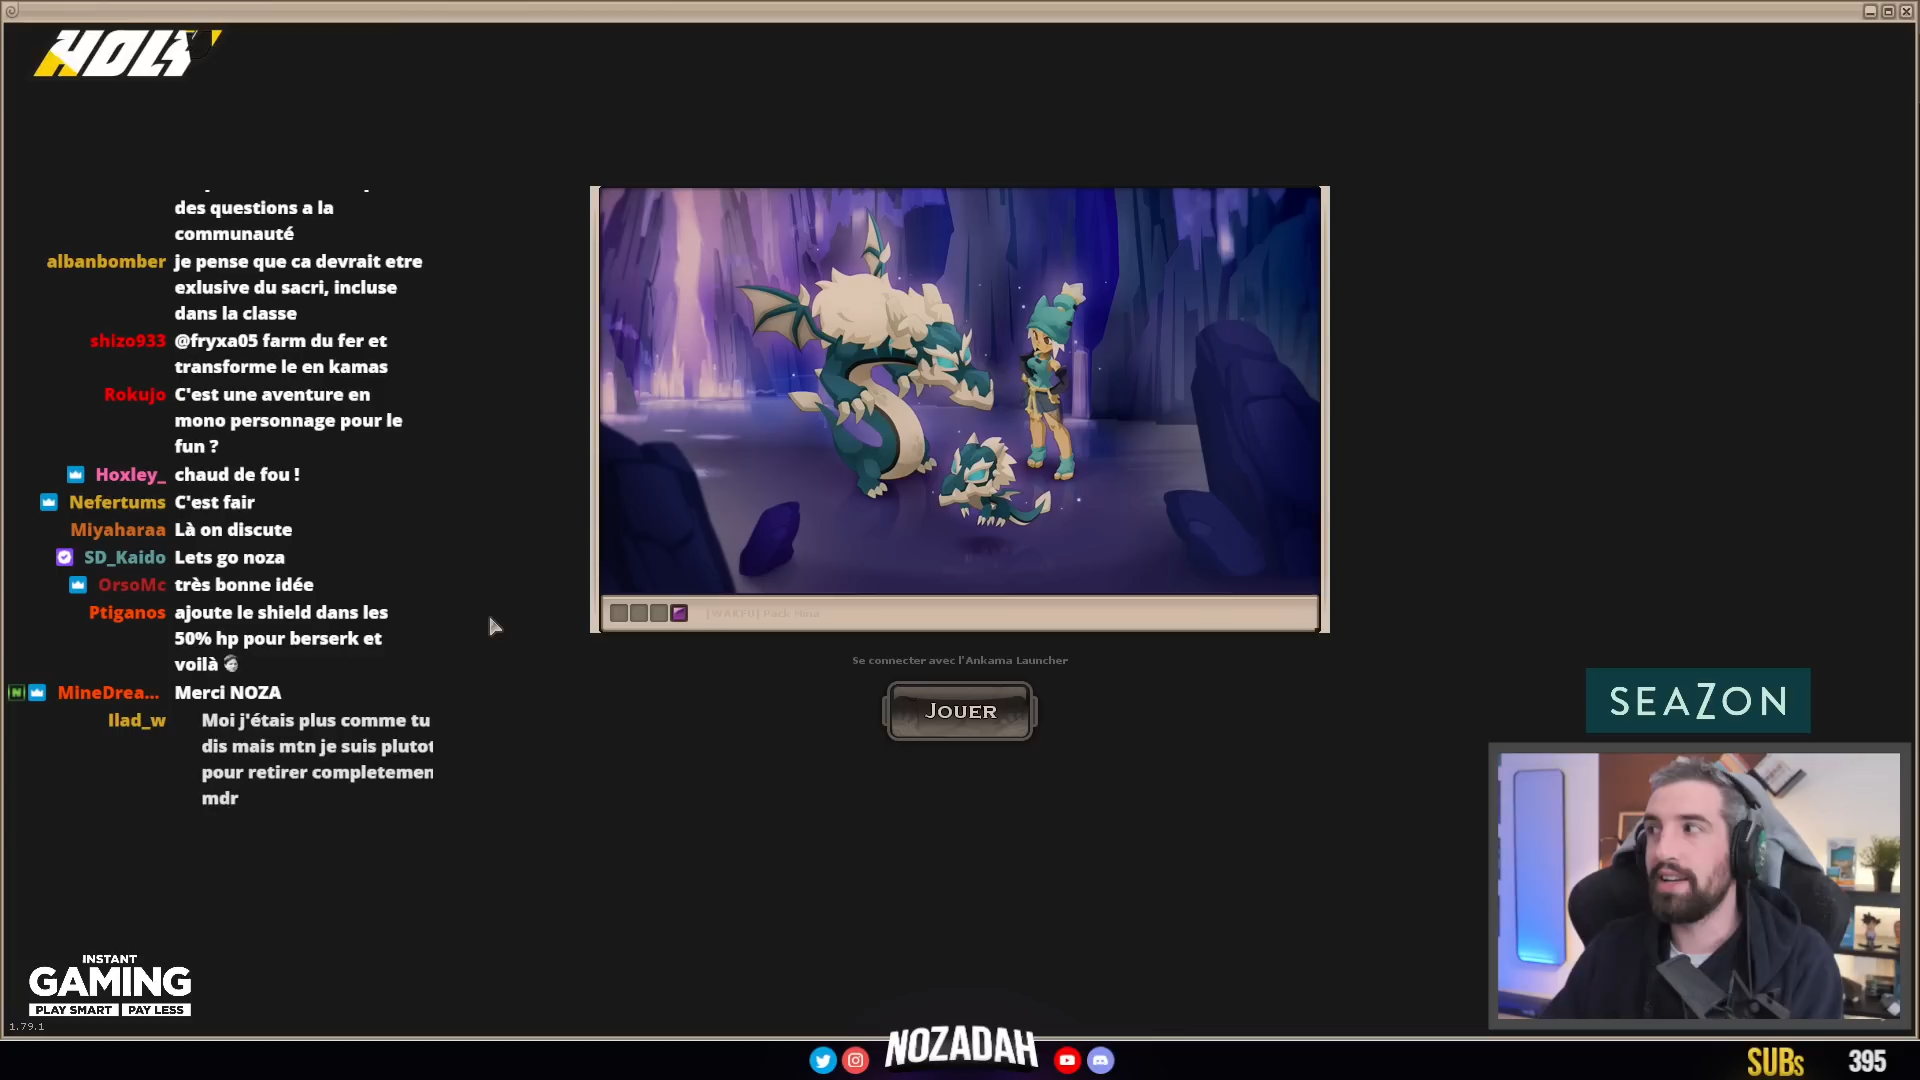 HOLY
des questions a la
communauté
albanbomber je pense que ca devrait etre
exlusive du sacri, incluse
dans la classe
shizo933 @fryxa05 farm du fer et
transforme le en kamas
Rokujo C'est une aventure en
mono personnage pour le
fun ?
Hoxley_ chaud de fou !
Nefertums C'est fair
Miyaharaa Là on discute
SD_Kaido Lets go noza
OrsoMc très bonne idée
Ptiganos ajoute le shield dans les
50% hp pour berserk et
voilà
MineDrea... Merci NOZA
Ilad_w Moi j'étais plus comme tu
dis mais mtn je suis plutot
pour retirer completemen
mdr
[WAKFU] Pack Nina
Se connecter avec l'Ankama Launcher
JOUER
SEAZON
INSTANT
GAMING
PLAY SMART PAY LESS
1.79.1
NOZADAH
SUBs 395